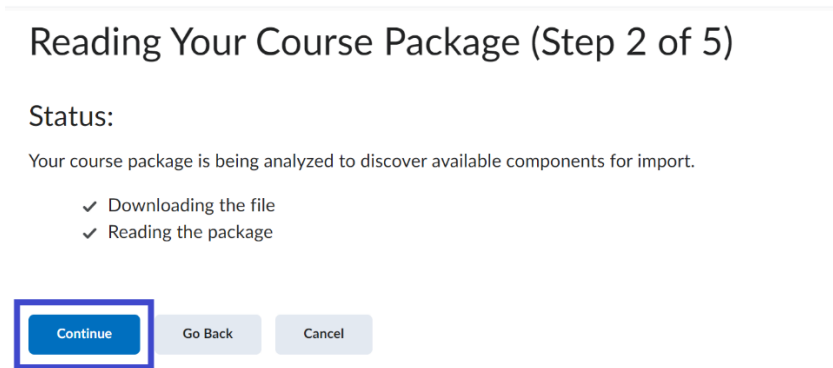 Reading Your Course Package (Step 2 of 5)
Status:
Your course package is being analyzed to discover available components for import.
Downloading the file
Reading the package
Continue Go Back Cancel